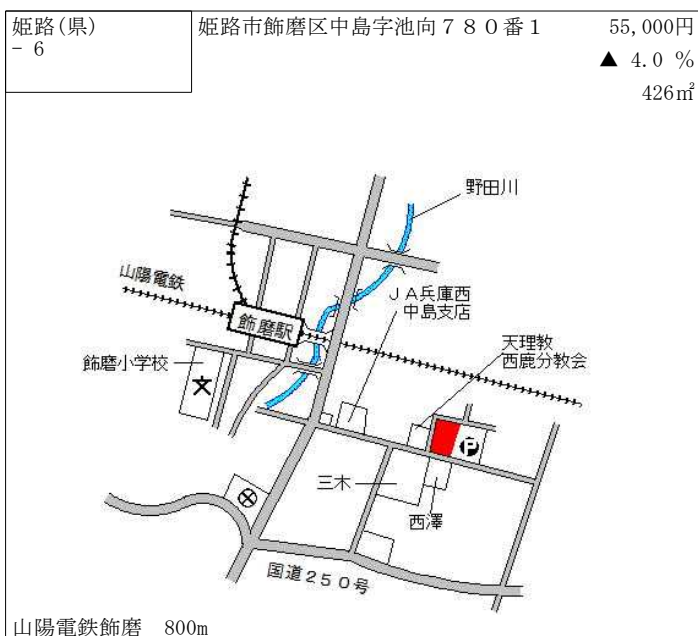 姫路(県)
- 6
姫路市飾磨区中島字池向７８０番１
55,000円
▲ 4.0 %
426㎡
野田川
山陽電鉄
ＪＡ兵庫西
中島支店
飾磨駅
天理教
西鹿分教会
飾磨小学校
文
P
三木
西澤
国道２５０号
山陽電鉄飾磨　800m